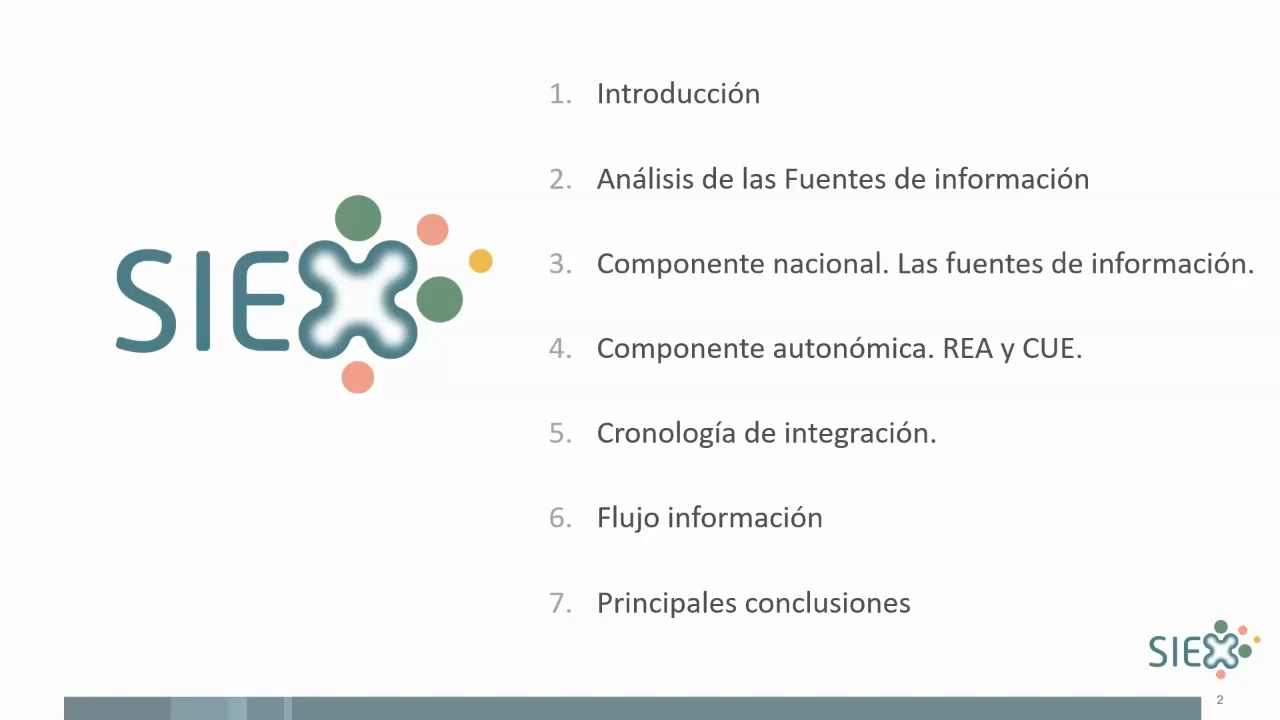 SIEX
1. Introducción
2. Análisis de las Fuentes de información
3. Componente nacional. Las fuentes de información.
4. Componente autonómica. REA y CUE.
5. Cronología de integración.
6. Flujo información
7. Principales conclusiones
SIEX
2